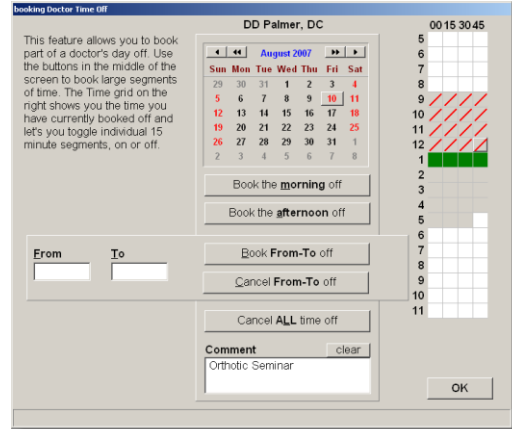 booking Doctor Time Off
This feature allows you to book
part of a doctor's day off. Use
the buttons in the middle of the
screen to book large segments
of time. The Time grid on the
right shows you the time you
have currently booked off and
let's you toggle individual 15
minute segments, on or off.
DD Palmer, DC
August 2007
Sun Mon Tue Wed Thu Fri Sat
29 30 31 1 2 3 4
5 6 7 8 9 10 11
12 13 14 15 16 17 18
19 20 21 22 23 24 25
26 27 28 29 30 31 1
2 3 4 5 6 7 8
Book the morning off
Book the afternoon off
From To
Book From-To off
Cancel From-To off
Cancel ALL time off
Comment clear
Orthotic Seminar
00 15 30 45
5
6
7
8
9
10
11
12
1
2
3
4
5
6
7
8
9
10
11
OK